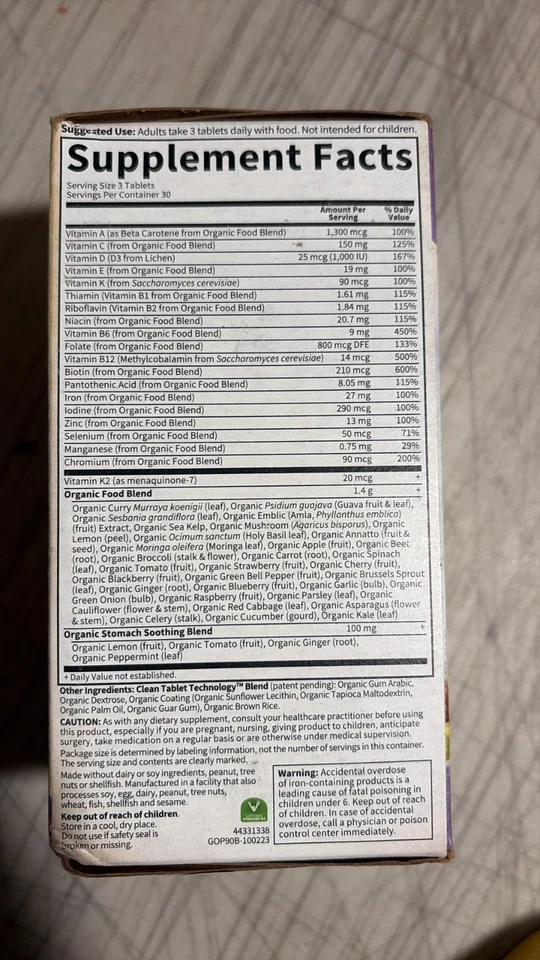 Suggested Use: Adults take 3 tablets daily with food. Not intended for children.
Supplement Facts
Serving Size 3 Tablets
Servings Per Container 30
Amount Per Serving % Daily Value
Vitamin A (as Beta Carotene from Organic Food Blend) 1,300 mcg 100%
Vitamin C (from Organic Food Blend) 150 mg 125%
Vitamin D (D3 from Lichen) 25 mcg (1,000 IU) 167%
Vitamin E (from Organic Food Blend) 19 mg 100%
Vitamin K (from Saccharomyces cerevisiae) 90 mcg 100%
Thiamin (Vitamin B1 from Organic Food Blend) 1.61 mg 115%
Riboflavin (Vitamin B2 from Organic Food Blend) 1.84 mg 115%
Niacin (from Organic Food Blend) 20.7 mg 115%
Vitamin B6 (from Organic Food Blend) 9 mg 450%
Folate (from Organic Food Blend) 800 mcg DFE 133%
Vitamin B12 (Methylcobalamin from Saccharomyces cerevisiae) 14 mcg 500%
Biotin (from Organic Food Blend) 210 mcg 600%
Pantothenic Acid (from Organic Food Blend) 8.05 mg 115%
Iron (from Organic Food Blend) 27 mg 100%
Iodine (from Organic Food Blend) 290 mcg 100%
Zinc (from Organic Food Blend) 13 mg 100%
Selenium (from Organic Food Blend) 50 mcg 71%
Manganese (from Organic Food Blend) 0.75 mg 29%
Chromium (from Organic Food Blend) 90 mcg 200%
Vitamin K2 (as menaquinone-7) 20 mcg +
Organic Food Blend 1.4 g +
Organic Curry Murraya koenigii (leaf), Organic Psidium guajava (Guava fruit & leaf),
Organic Sesbania grandiflora (leaf), Organic Emblic (Amla, Phyllanthus emblica)
(fruit) Extract, Organic Sea Kelp, Organic Mushroom (Agaricus bisporus), Organic
Lemon (peel), Organic Ocimum sanctum (Holy Basil leaf), Organic Annatto (fruit &
seed), Organic Moringa oleifera (Moringa leaf), Organic Apple (fruit), Organic Beet
(root), Organic Broccoli (stalk & flower), Organic Carrot (root), Organic Spinach
(leaf), Organic Tomato (fruit), Organic Strawberry (fruit), Organic Cherry (fruit),
Organic Blackberry (fruit), Organic Green Bell Pepper (fruit), Organic Brussels Sprout
(leaf), Organic Ginger (root), Organic Blueberry (fruit), Organic Garlic (bulb), Organic
Green Onion (bulb), Organic Raspberry (fruit), Organic Parsley (leaf), Organic
Cauliflower (flower & stem), Organic Red Cabbage (leaf), Organic Asparagus (flower
& stem), Organic Celery (stalk), Organic Cucumber (gourd), Organic Kale (leaf)
Organic Stomach Soothing Blend 100 mg +
Organic Lemon (fruit), Organic Tomato (fruit), Organic Ginger (root),
Organic Peppermint (leaf)
+ Daily Value not established.
Other Ingredients: Clean Tablet Technology™ Blend (patent pending): Organic Gum Arabic,
Organic Dextrose, Organic Coating (Organic Sunflower Lecithin, Organic Tapioca Maltodextrin,
Organic Palm Oil, Organic Guar Gum), Organic Brown Rice.
CAUTION: As with any dietary supplement, consult your healthcare practitioner before using
this product, especially if you are pregnant, nursing, giving product to children, anticipate
surgery, take medication on a regular basis or are otherwise under medical supervision.
Package size is determined by labeling information, not the number of servings in this container.
The serving size and contents are clearly marked.
Made without dairy or soy ingredients, peanut, tree
nuts or shellfish. Manufactured in a facility that also
processes soy, egg, dairy, peanut, tree nuts,
wheat, fish, shellfish and sesame.
Keep out of reach of children.
Store in a cool, dry place.
Do not use if safety seal is
broken or missing.
44331338
GOP90B-100223
Warning: Accidental overdose
of iron-containing products is a
leading cause of fatal poisoning in
children under 6. Keep out of reach
of children. In case of accidental
overdose, call a physician or poison
control center immediately.